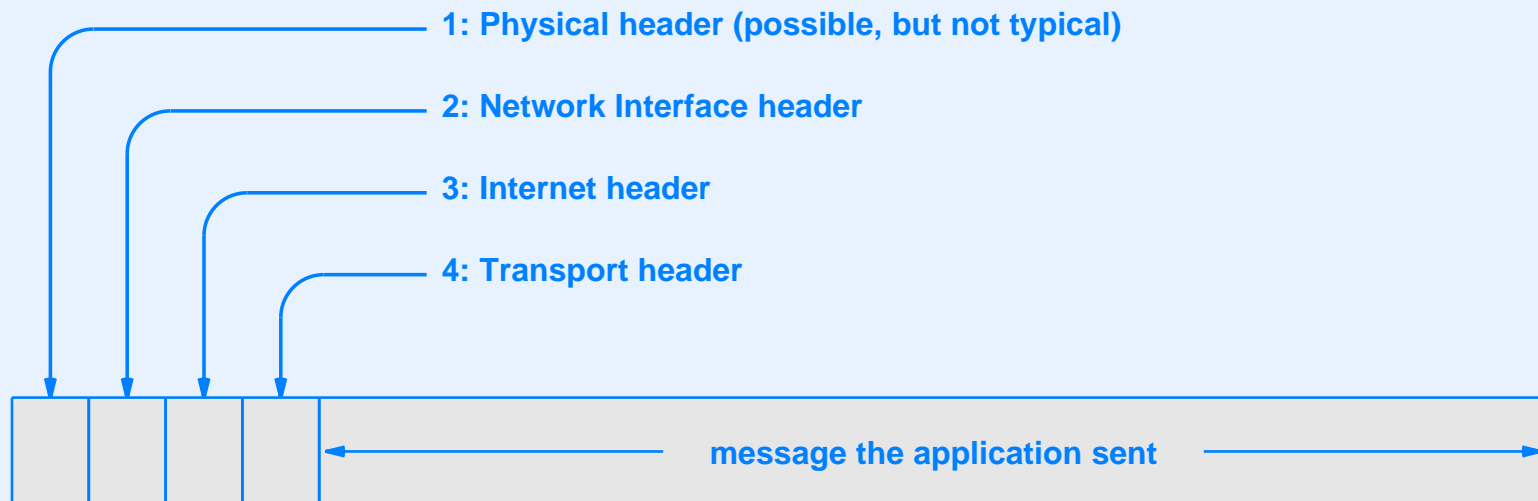 1: Physical header (possible, but not typical)
2: Network Interface header
3: Internet header
4: Transport header
message the application sent